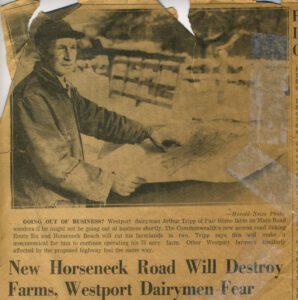 —Herald News Photo.
GOING OUT OF BUSINESS? Westport dairyman Arthur Tripp of Fair Home farm on Main Road
wonders if he might not be going out of business shortly. The Commonwealth's new access road linking
Route Six and Horseneck Beach will cut his farmlands in two. Tripp says this will make it
uneconomical for him to continue operating his 75 acre farm. Other Westport farmers similarly
affected by the proposed highway feel the same way.
New Horseneck Road Will Destroy
Farms, Westport Dairymen Fear